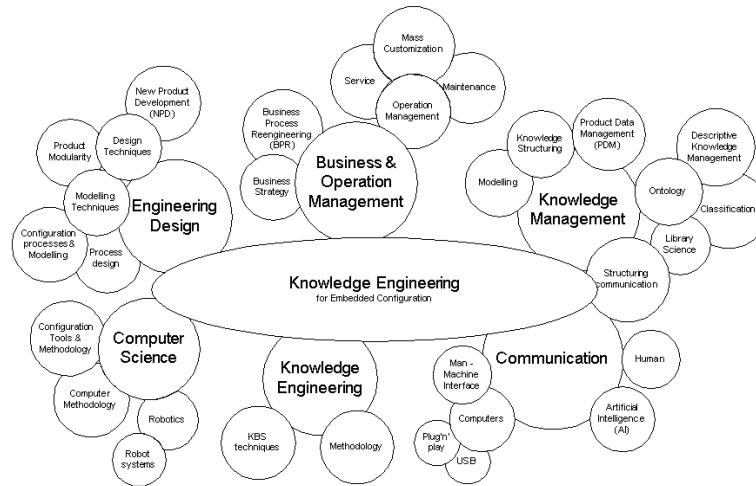 Mass
Customization
Service
Maintenance
Operation
Management
Business
Process
Reengineering
(BPR)
Business
Strategy
Business &
Operation
Management
New Product
Development
(NPD)
Design
Techniques
Product
Modularity
Modelling
Techniques
Engineering
Design
Configuration
processes &
Modelling
Process
design
Knowledge
Structuring
Product Data
Management
(PDM)
Descriptive
Knowledge
Management
Modelling
Knowledge
Management
Ontology
Classification
Library
Science
Structuring
communication
Knowledge Engineering
for Embedded Configuration
Configuration
Tools &
Methodology
Computer
Science
Computer
Methodology
Robotics
Robot
systems
Knowledge
Engineering
KBS
techniques
Methodology
Communication
Man -
Machine
Interface
Human
Computers
Artificial
Intelligence
(AI)
Plug'n'
play
USB